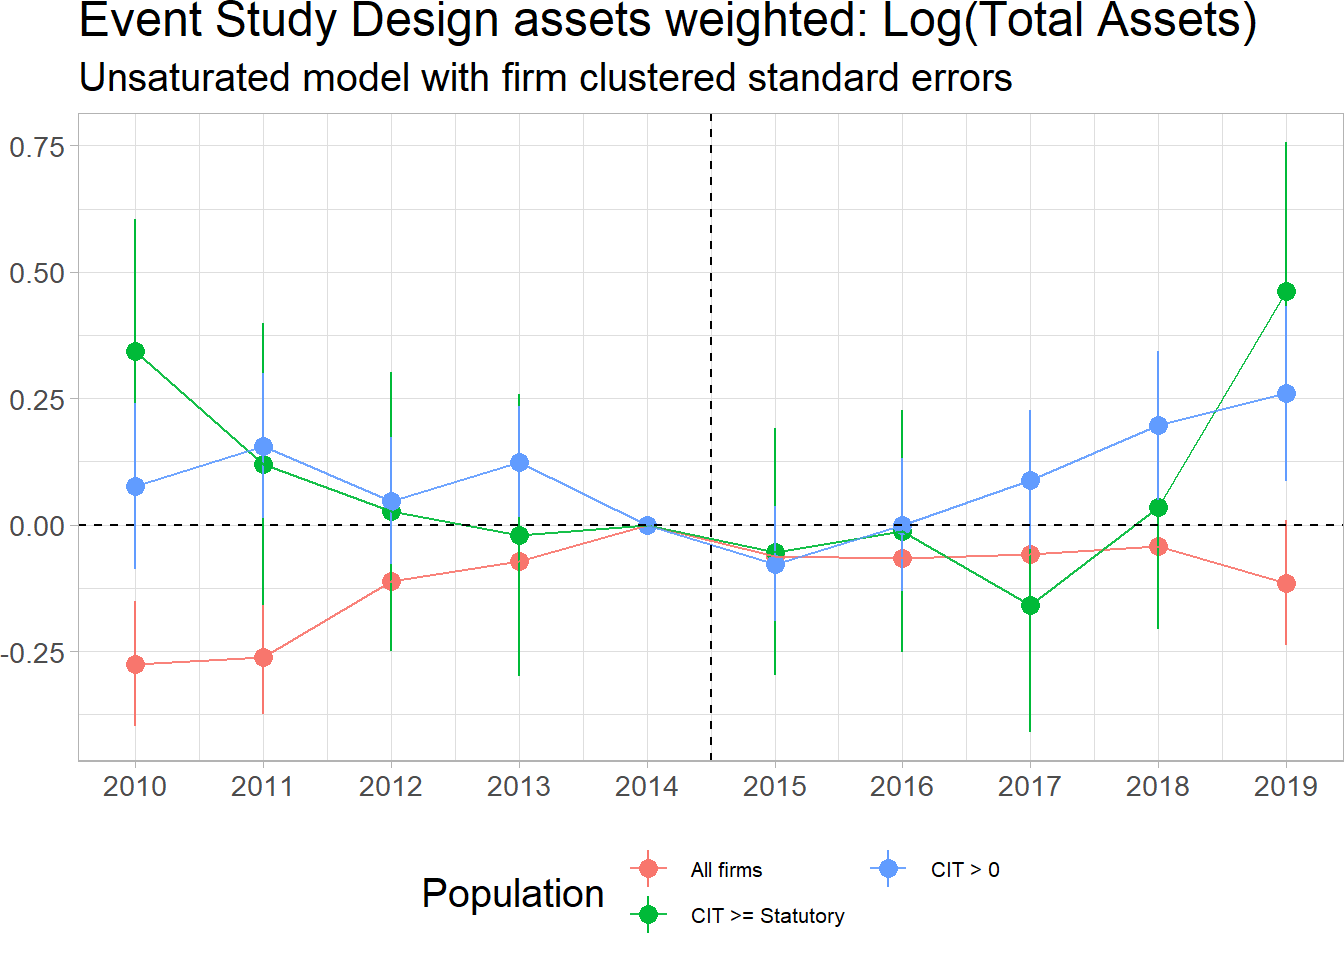 Event Study Design assets weighted: Log(Total Assets)
Unsaturated model with firm clustered standard errors
0.75
0.50
0.25
0.00
-0.25
2010 2011 2012 2013 2014 2015 2016 2017 2018 2019
Population
All firms
CIT > 0
CIT >= Statutory